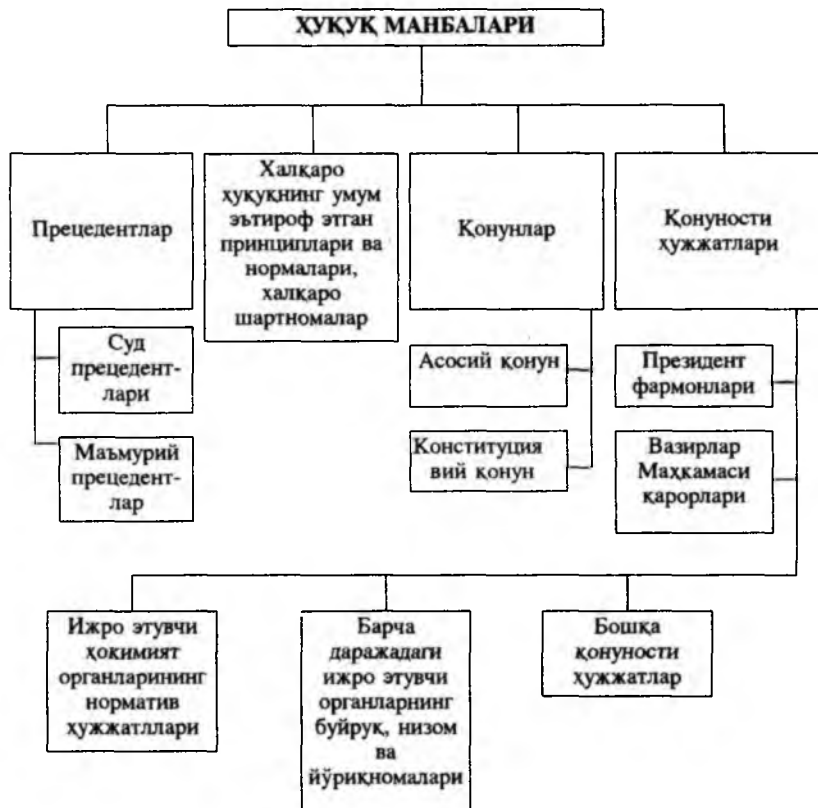 ҲУҚУҚ МАНБАЛАРИ
Прецедентлар
Халқаро
ҳуқуқнинг умум
эътироф этган
принциплари ва
нормалари,
халқаро
шартномалар
Қонунлар
Қонуности
ҳужжатлари
Суд
прецедент-
лари
Маъмурий
прецедент-
лар
Асосий қонун
Конституция
вий қонун
Президент
фармонлари
Вазирлар
Маҳкамаси
қарорлари
Ижро этувчи
ҳокимият
органларининг
норматив
ҳужжатллари
Барча
даражадаги
ижро этувчи
органларнинг
буйруқ, низом
ва
йўриқномалари
Бошқа
қонуности
ҳужжатлар